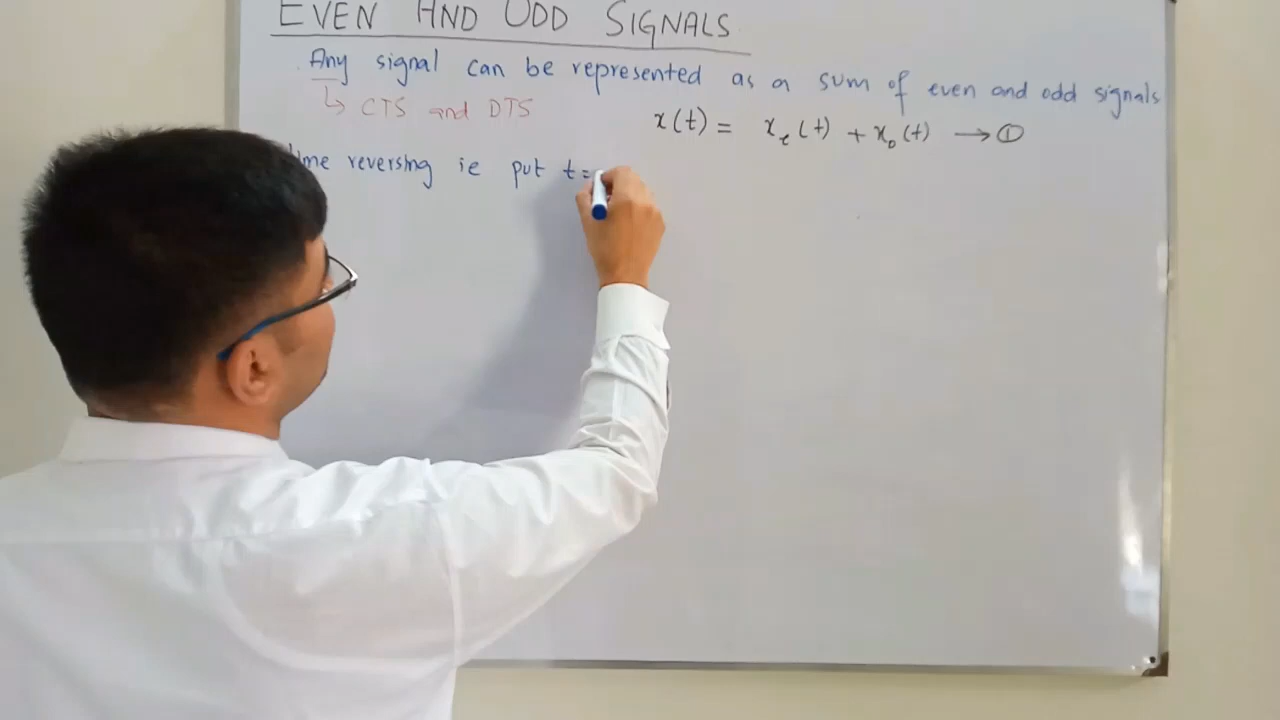 EVEN AND ODD SIGNALS
Any signal can be represented as a sum of even and odd signals
↳ CTS and DTS
x(t) = xₑ(t) + xₒ(t) → ①
reversing ie put t=